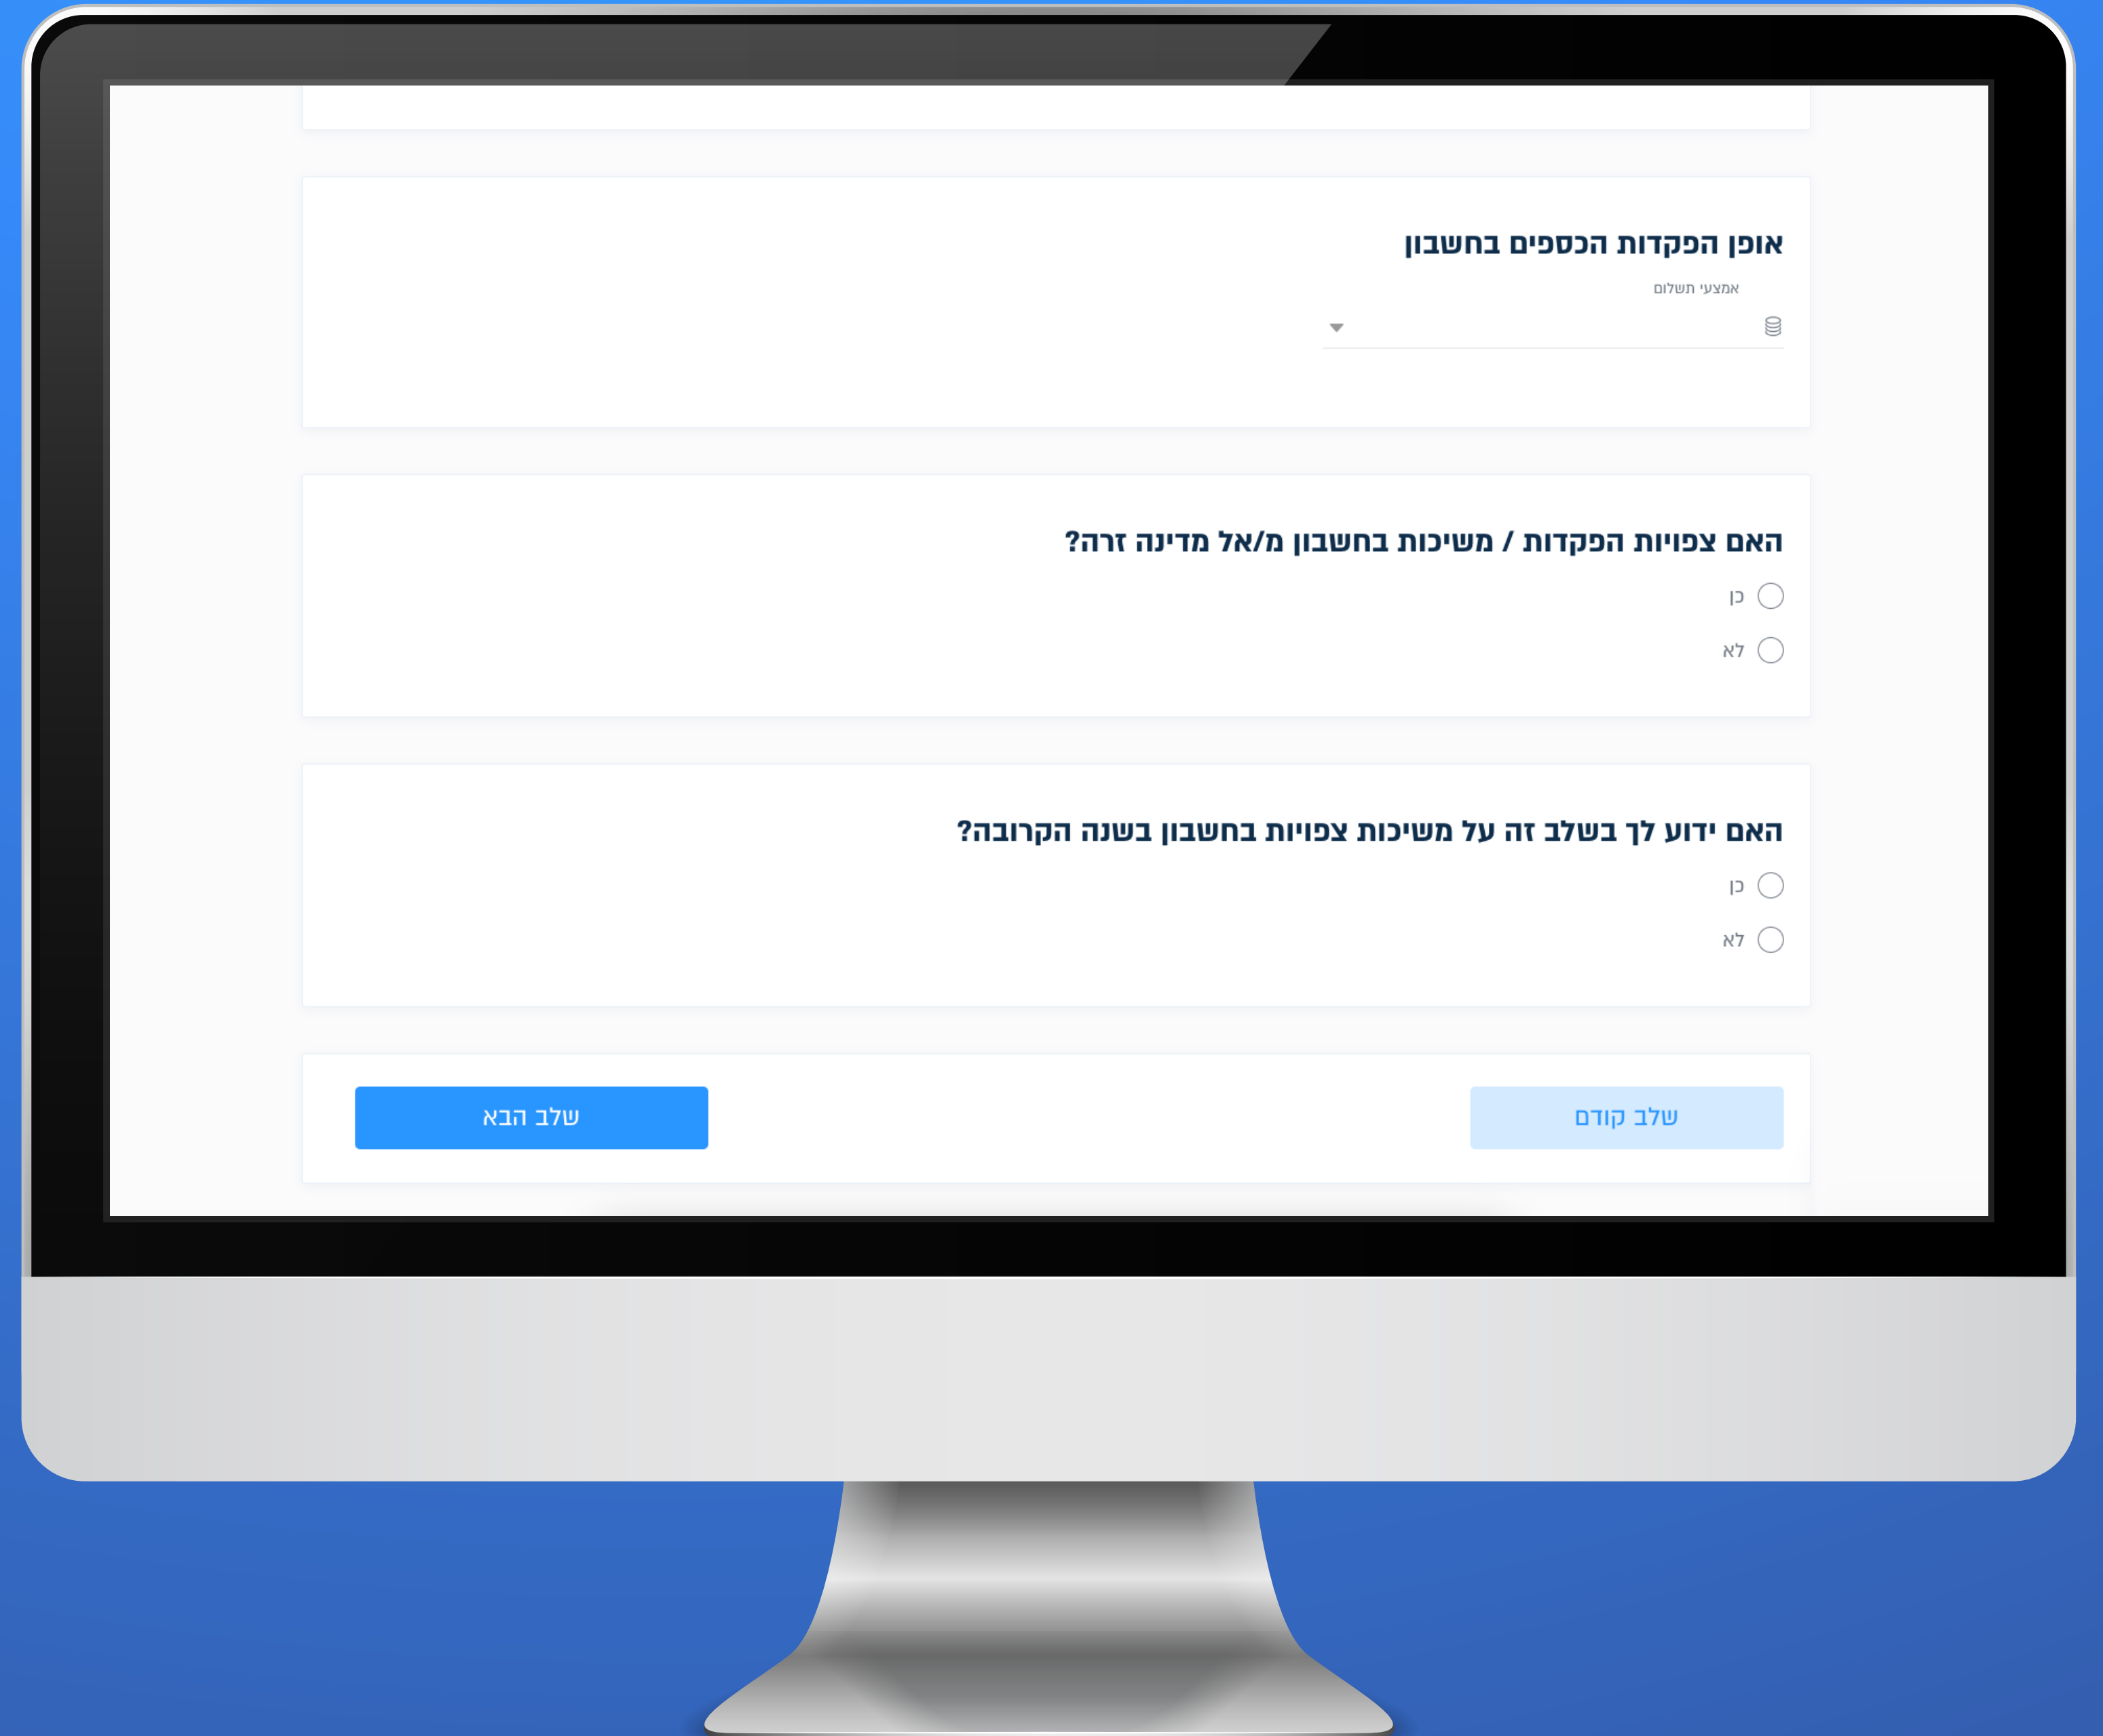 אופן הפקדות הכספים בחשבון
אמצעי תשלום
האם צפויות הפקדות / משיכות בחשבון מ/אל מדינה זרה?
כן
לא
האם ידוע לך בשלב זה על משיכות צפויות בחשבון בשנה הקרובה?
כן
לא
שלב קודם
שלב הבא